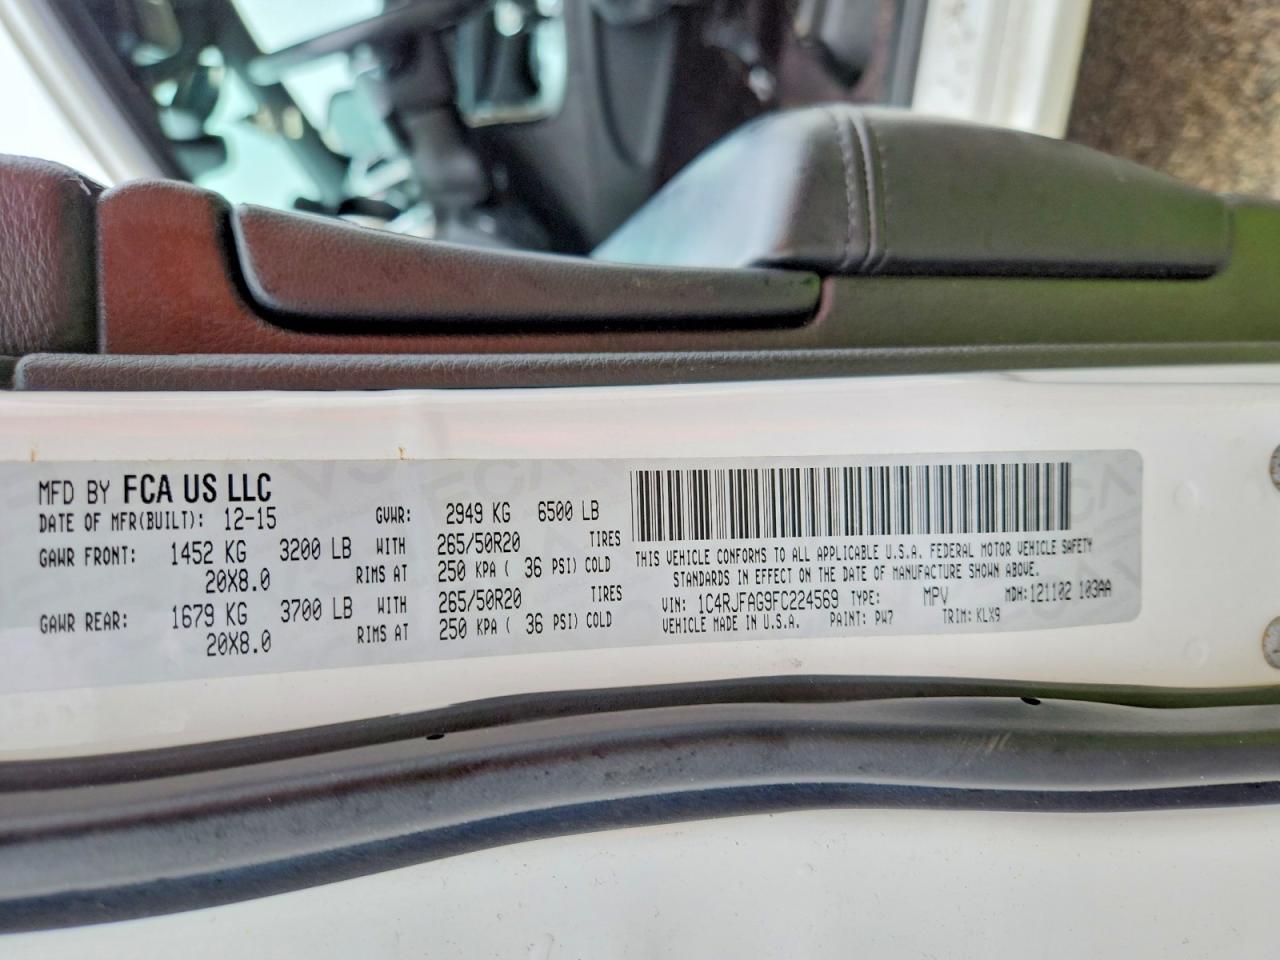 MFD BY FCA US LLC
DATE OF MFR(BUILT): 12-15 GVWR: 2949 KG 6500 LB
GAWR FRONT: 1452 KG 3200 LB WITH 265/50R20 TIRES
20X8.0 RIMS AT 250 KPA ( 36 PSI) COLD
GAWR REAR: 1679 KG 3700 LB WITH 265/50R20 TIRES
20X8.0 RIMS AT 250 KPA ( 36 PSI) COLD
THIS VEHICLE CONFORMS TO ALL APPLICABLE U.S.A. FEDERAL MOTOR VEHICLE SAFETY
STANDARDS IN EFFECT ON THE DATE OF MANUFACTURE SHOWN ABOVE.
VIN: 1C4RJFAG9FC224569 TYPE: MPV MDH:121102 103AA
VEHICLE MADE IN U.S.A. PAINT: PW7 TRIM: KLX9